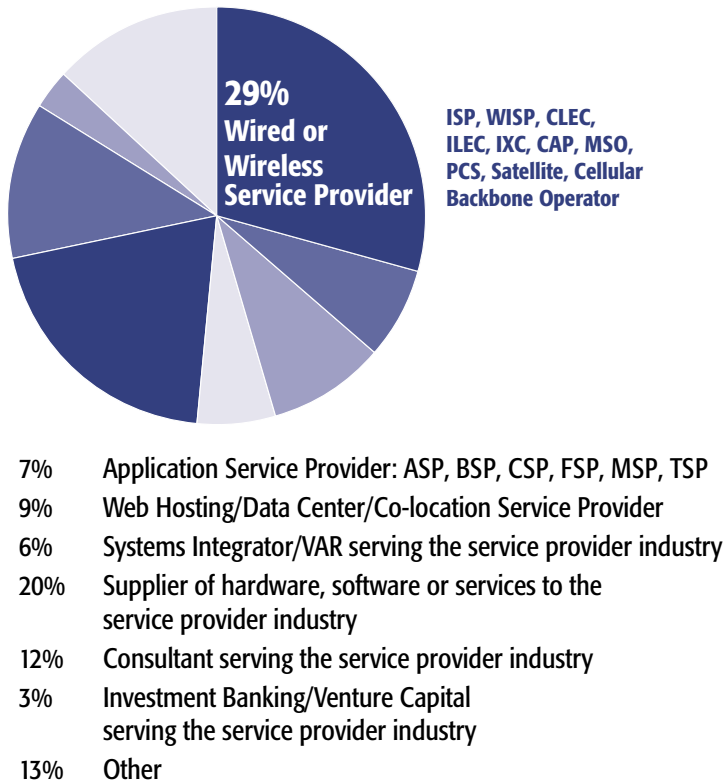 29%
Wired or
Wireless
Service Provider
ISP, WISP, CLEC,
ILEC, IXC, CAP, MSO,
PCS, Satellite, Cellular
Backbone Operator
7% Application Service Provider: ASP, BSP, CSP, FSP, MSP, TSP
9% Web Hosting/Data Center/Co-location Service Provider
6% Systems Integrator/VAR serving the service provider industry
20% Supplier of hardware, software or services to the
service provider industry
12% Consultant serving the service provider industry
3% Investment Banking/Venture Capital
serving the service provider industry
13% Other